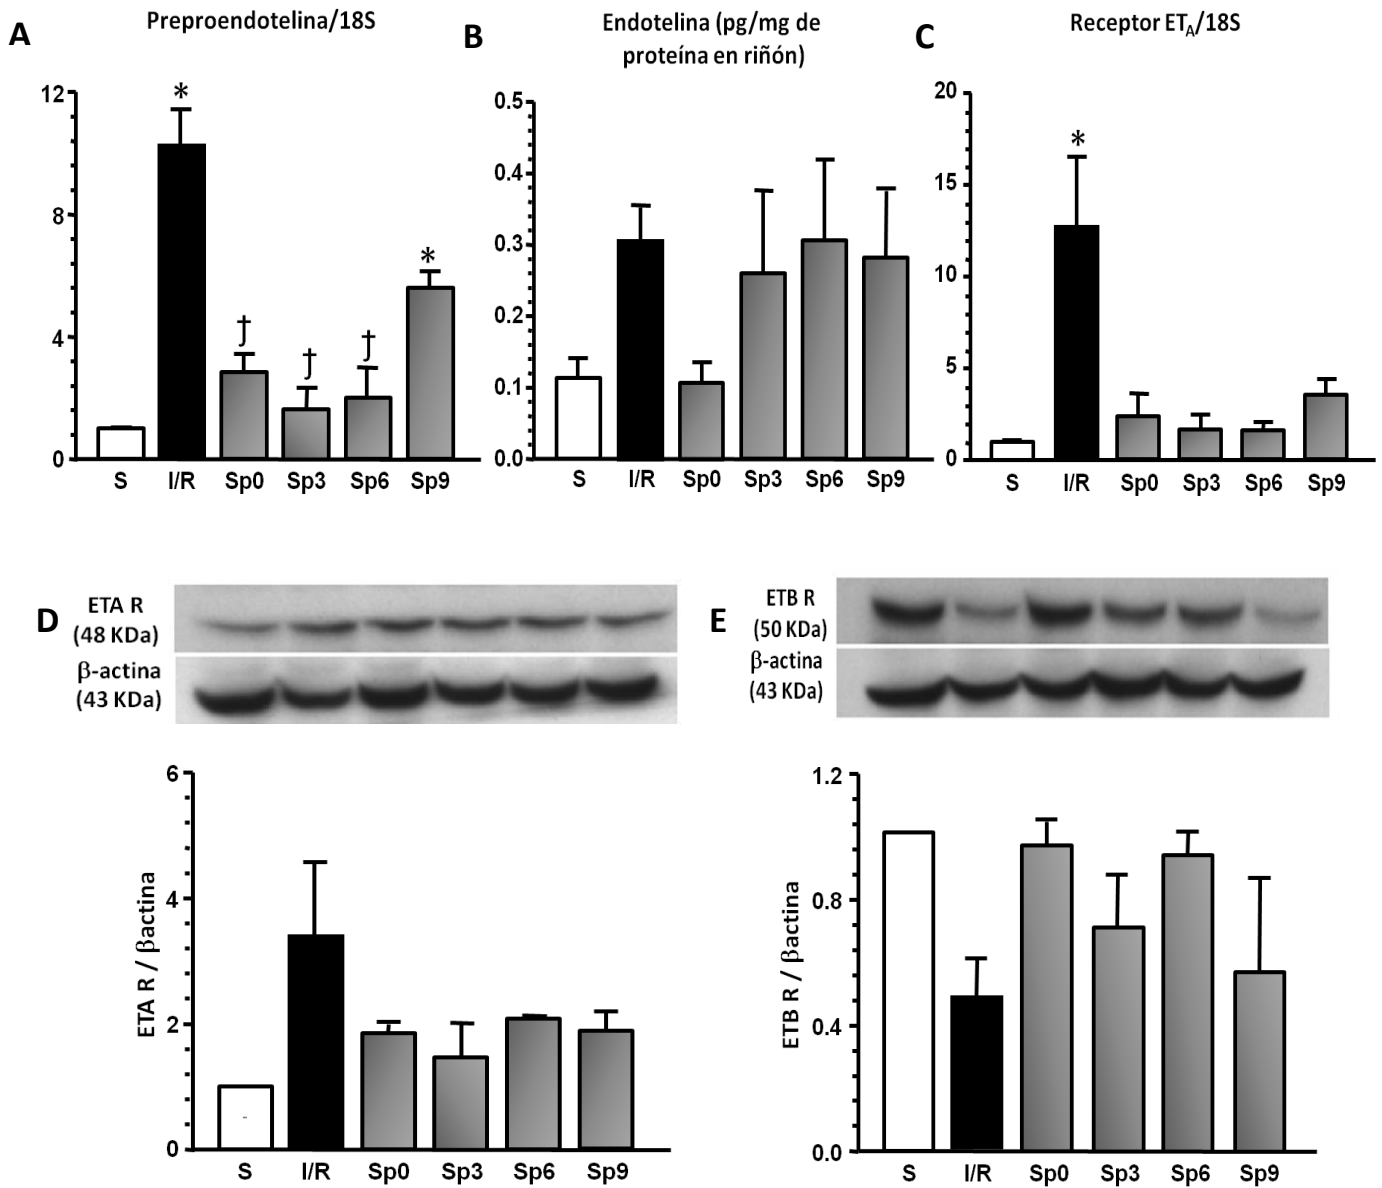 A
Preproendotelina/18S
12
8
4
0
*
†
†
†
*
S I/R Sp0 Sp3 Sp6 Sp9
B
Endotelina (pg/mg de
proteína en riñón)
0.5
0.4
0.3
0.2
0.1
0.0
S I/R Sp0 Sp3 Sp6 Sp9
C
Receptor ETA/18S
20
15
10
5
0
*
S I/R Sp0 Sp3 Sp6 Sp9
D
ETA R
(48 KDa)
β-actina
(43 KDa)
ETA R / βactina
6
4
2
0
S I/R Sp0 Sp3 Sp6 Sp9
E
ETB R
(50 KDa)
β-actina
(43 KDa)
ETB R / βactina
1.2
0.8
0.4
0.0
S I/R Sp0 Sp3 Sp6 Sp9